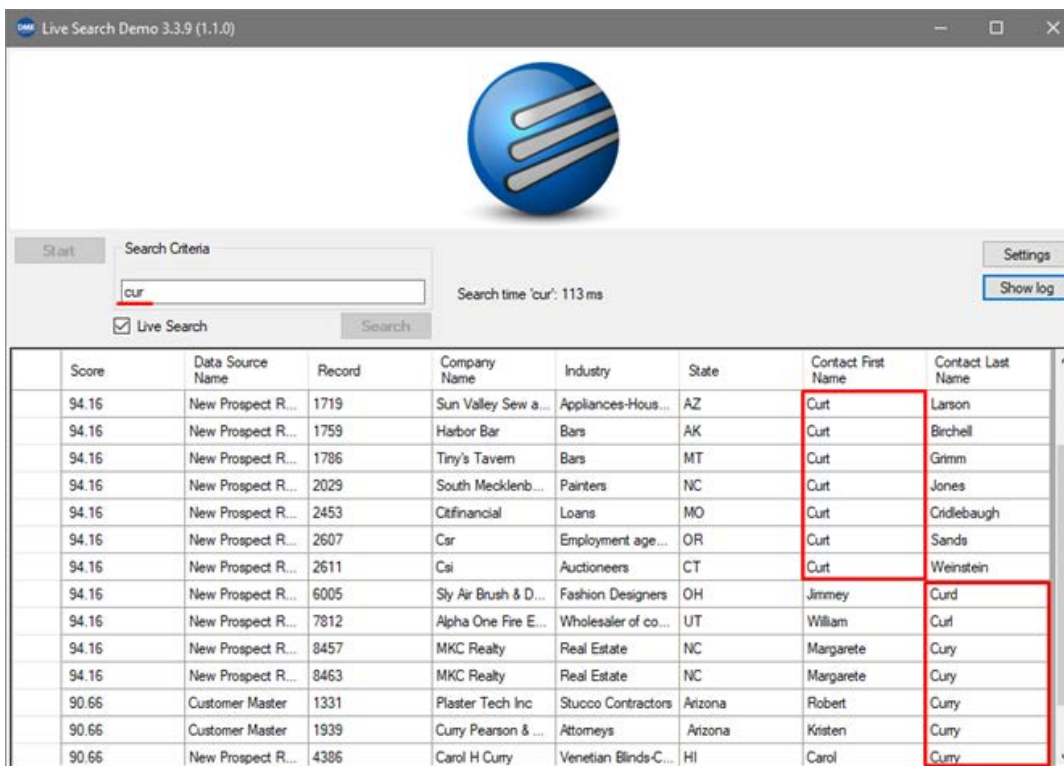 DME Live Search Demo 3.3.9 (1.1.0)
Start
Search Criteria
Settings
cur
Search time 'cur': 113 ms
Show log
Live Search
Search
Score Data Source Name Record Company Name Industry State Contact First Name Contact Last Name
94.16 New Prospect R... 1719 Sun Valley Sew a... Appliances-Hous... AZ Curt Larson
94.16 New Prospect R... 1759 Harbor Bar Bars AK Curt Birchell
94.16 New Prospect R... 1786 Tiny's Tavern Bars MT Curt Grimm
94.16 New Prospect R... 2029 South Mecklenb... Painters NC Curt Jones
94.16 New Prospect R... 2453 Citifinancial Loans MO Curt Cridlebaugh
94.16 New Prospect R... 2607 Csr Employment age... OR Curt Sands
94.16 New Prospect R... 2611 Csi Auctioneers CT Curt Weinstein
94.16 New Prospect R... 6005 Sly Air Brush & D... Fashion Designers OH Jimmey Curd
94.16 New Prospect R... 7812 Alpha One Fire E... Wholesaler of co... UT William Curl
94.16 New Prospect R... 8457 MKC Realty Real Estate NC Margarete Cury
94.16 New Prospect R... 8463 MKC Realty Real Estate NC Margarete Cury
90.66 Customer Master 1331 Plaster Tech Inc Stucco Contractors Arizona Robert Curry
90.66 Customer Master 1939 Curry Pearson & ... Attorneys Arizona Kristen Curry
90.66 New Prospect R... 4386 Carol H Curry Venetian Blinds-C... HI Carol Curry